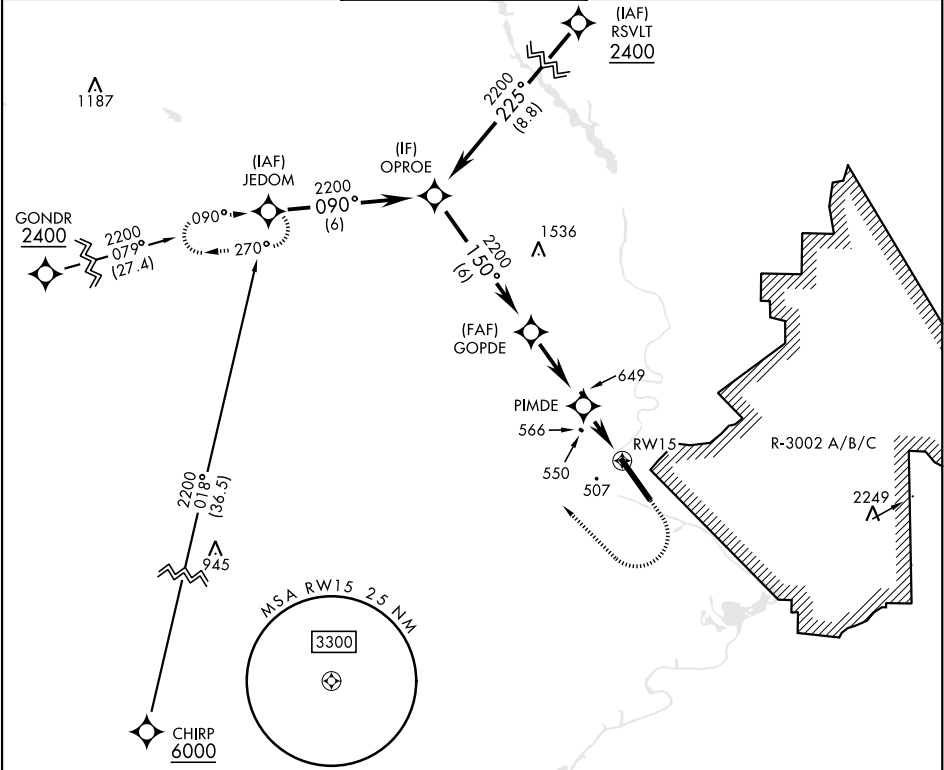 (IAF)
RSVLT
2400
1187
2200
225°
(8.8)
(IAF)
JEDOM
(IF)
OPROE
2200
090°
(6)
GONDR
2400
2200
079°
(27.4)
090°
270°
2200
150°
(6)
1536
(FAF)
GOPDE
649
PIMDE
566
550
RW15
507
R-3002 A/B/C
2249
2200
018°
(36.5)
945
MSA RW15 25 NM
3300
CHIRP
6000